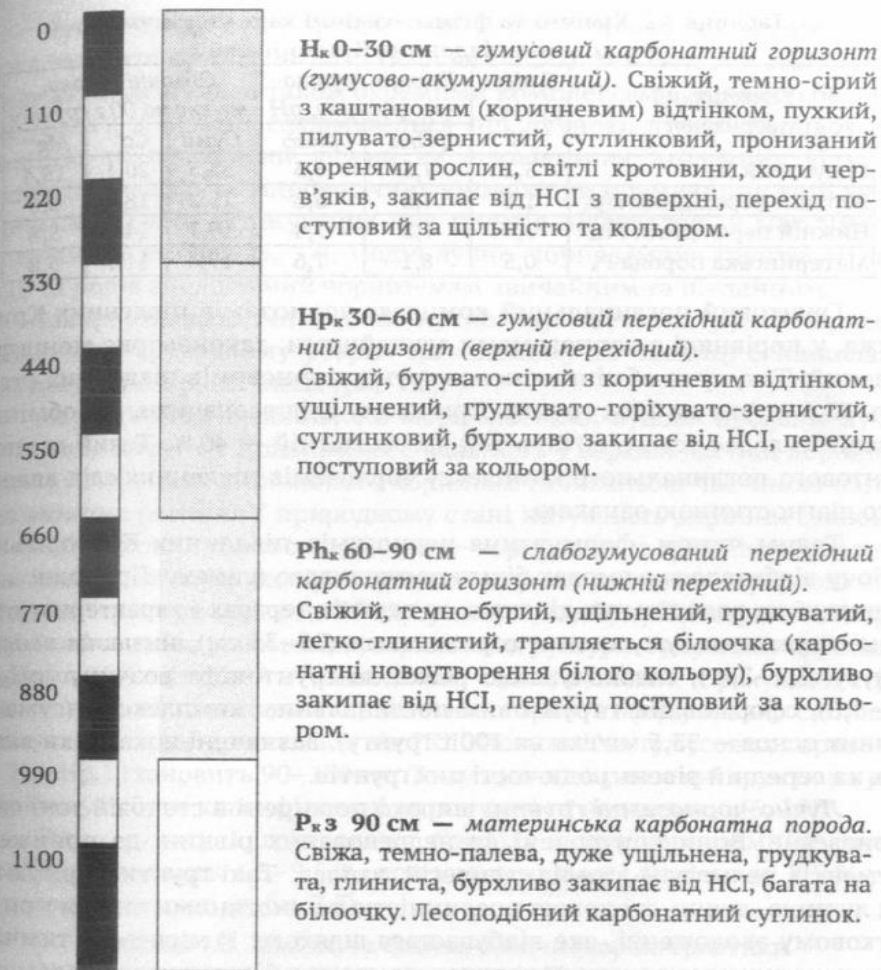 0
110
220
330
440
550
660
770
880
990
1100
Нк 0–30 см — гумусовий карбонатний горизонт
(гумусово-акумулятивний). Свіжий, темно-сірий
з каштановим (коричневим) відтінком, пухкий,
пилувато-зернистий, суглинковий, пронизаний
коренями рослин, світлі кротовини, ходи чер-
в’яків, закипає від HCl з поверхні, перехід по-
ступовий за щільністю та кольором.
Нрк 30–60 см — гумусовий перехідний карбонат-
ний горизонт (верхній перехідний).
Свіжий, бурувато-сірий з коричневим відтінком,
ущільнений, грудкувато-горіхувато-зернистий,
суглинковий, бурхливо закипає від HCl, перехід
поступовий за кольором.
Phк 60–90 см — слабогумусований перехідний
карбонатний горизонт (нижній перехідний).
Свіжий, темно-бурий, ущільнений, грудкуватий,
легко-глинистий, трапляється білоочка (карбо-
натні новоутворення білого кольору), бурхливо
закипає від HCl, перехід поступовий за кольо-
ром.
Рк з 90 см — материнська карбонатна порода.
Свіжа, темно-палева, дуже ущільнена, грудкува-
та, глиниста, бурхливо закипає від HCl, багата на
білоочку. Лесоподібний карбонатний суглинок.